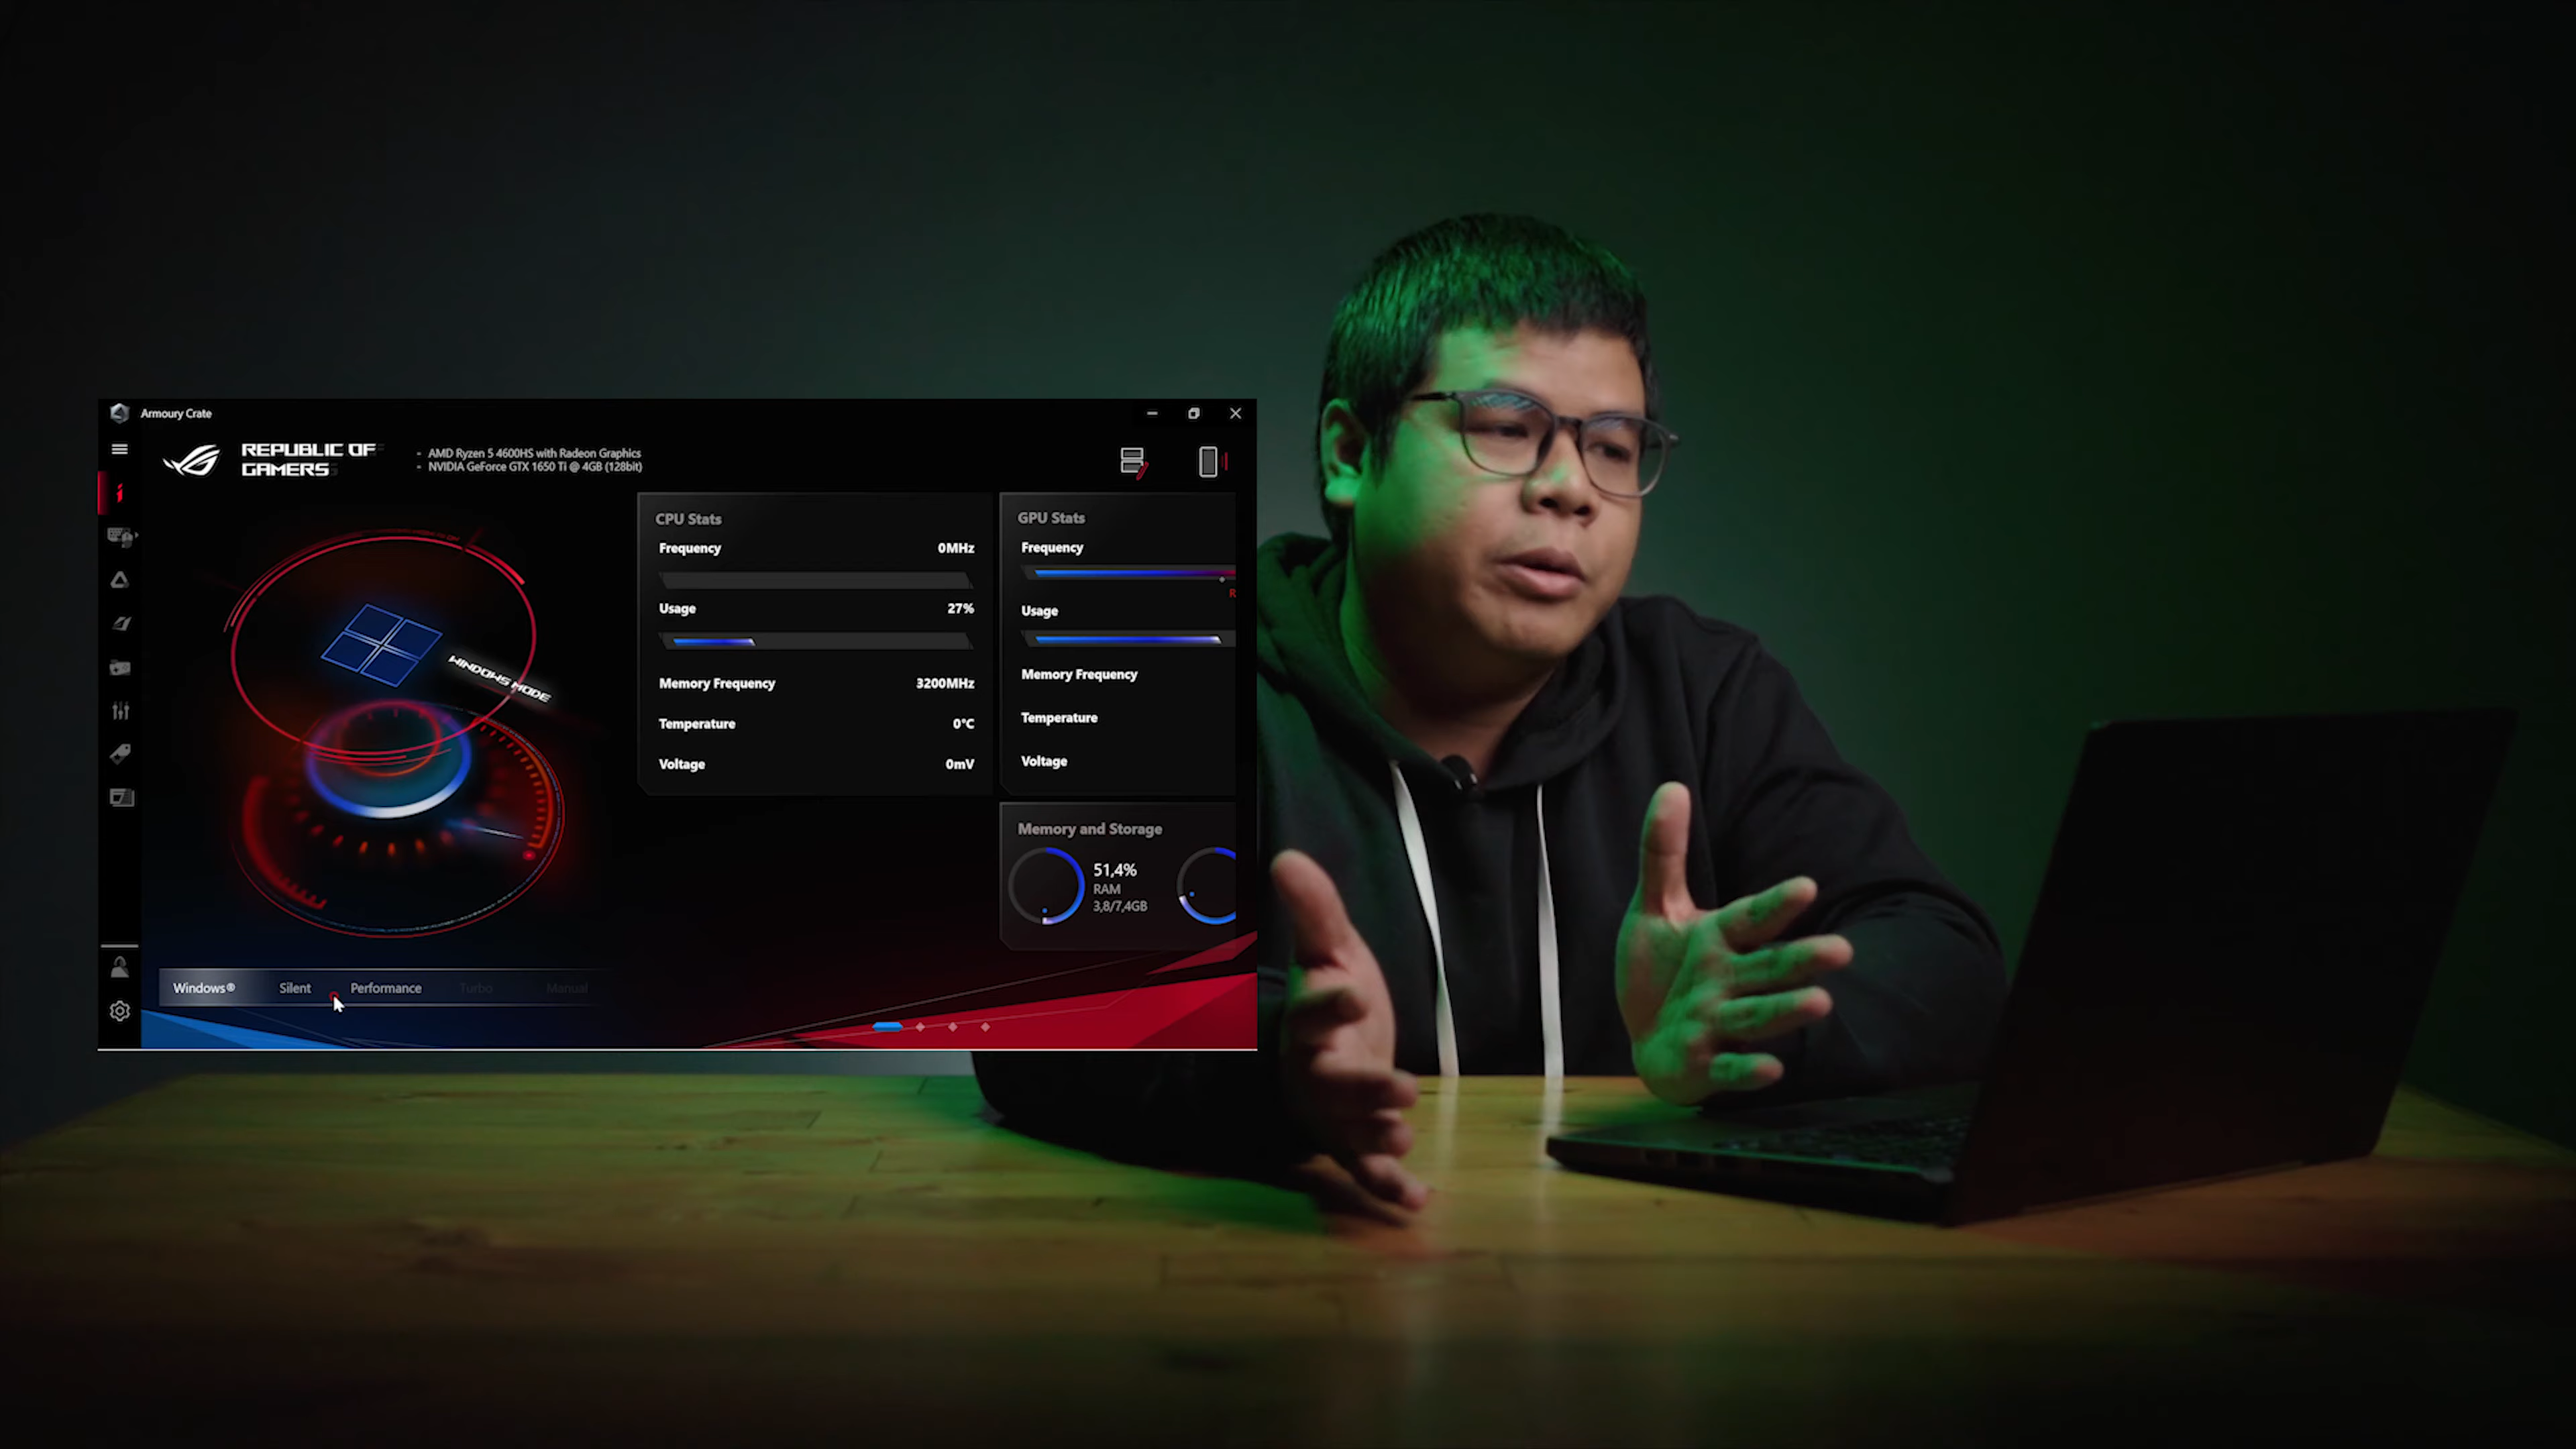 Armoury Crate
REPUBLIC OF
GAMERS
- AMD Ryzen 5 4600HS with Radeon Graphics
- NVIDIA GeForce GTX 1650 Ti @ 4GB (128bit)
WINDOWS MODE
CPU Stats
Frequency 0MHz
Usage 27%
Memory Frequency 3200MHz
Temperature 0°C
Voltage 0mV
GPU Stats
Frequency
R
Usage
Memory Frequency
Temperature
Voltage
Memory and Storage
51,4%
RAM
3,8/7,4GB
Windows® Silent Performance Turbo Manual